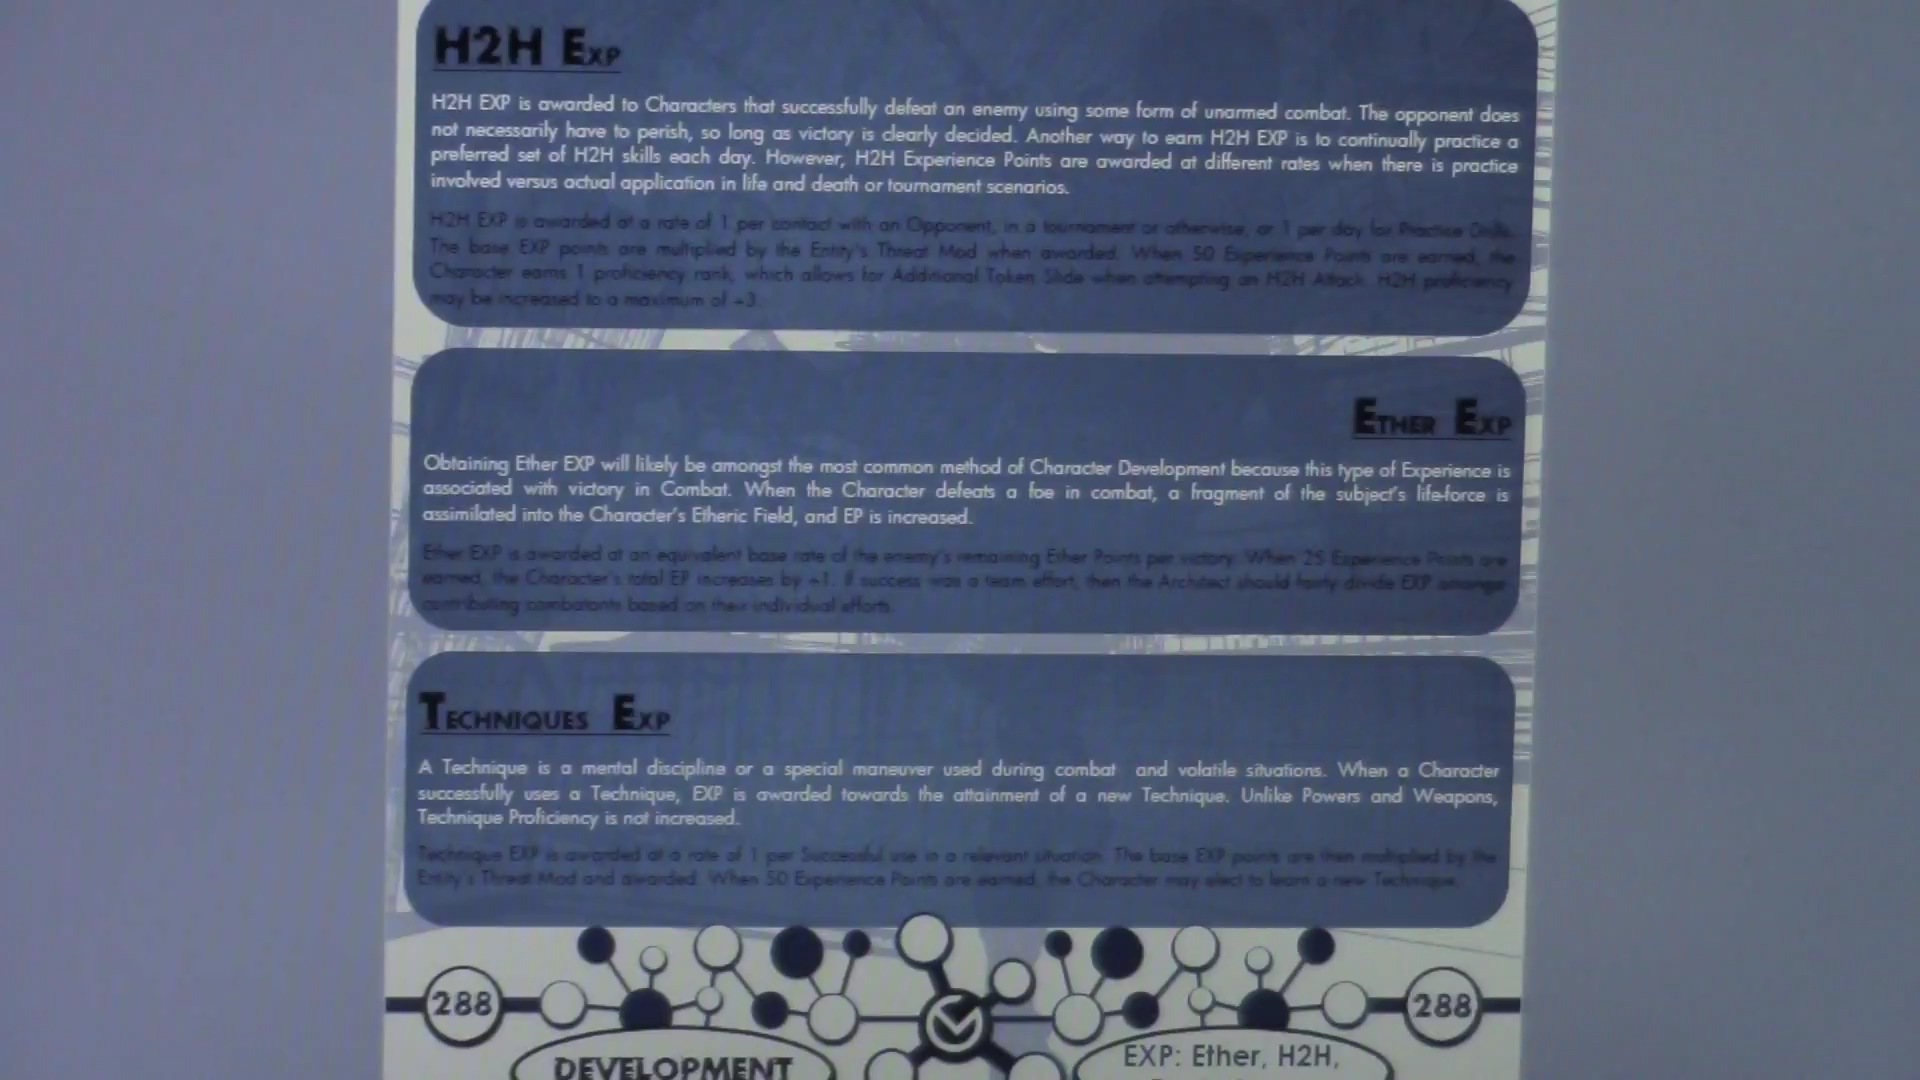 H2H EXP
H2H EXP is awarded to Characters that successfully defeat an enemy using some form of unarmed combat. The opponent does
not necessarily have to perish, so long as victory is clearly decided. Another way to earn H2H EXP is to continually practice a
preferred set of H2H skills each day. However, H2H Experience Points are awarded at different rates when there is practice
involved versus actual application in life and death or tournament scenarios.
H2H EXP is awarded at a rate of 1 per contact with an Opponent, in a tournament or otherwise, or 1 per day for Practice Drills.
The base EXP points are multiplied by the Entity's Threat Mod when awarded. When 50 Experience Points are earned, the
Character earns 1 proficiency rank, which allows for Additional Token Slide when attempting an H2H Attack. H2H proficiency
may be increased to a maximum of +3.
ETHER EXP
Obtaining Ether EXP will likely be amongst the most common method of Character Development because this type of Experience is
associated with victory in Combat. When the Character defeats a foe in combat, a fragment of the subject's life-force is
assimilated into the Character's Etheric Field, and EP is increased.
Ether EXP is awarded at an equivalent base rate of the enemy's remaining Ether Points per victory. When 25 Experience Points are
earned, the Character's total EP increases by +1. If success was a team effort, then the Architect should fairly divide EXP amongst
contributing combatants based on their individual efforts.
TECHNIQUES EXP
A Technique is a mental discipline or a special maneuver used during combat and volatile situations. When a Character
successfully uses a Technique, EXP is awarded towards the attainment of a new Technique. Unlike Powers and Weapons,
Technique Proficiency is not increased.
Technique EXP is awarded at a rate of 1 per Successful use in a relevant situation. The base EXP points are then multiplied by the
Entity's Threat Mod and awarded. When 50 Experience Points are earned, the Character may elect to learn a new Technique.
288
288
DEVELOPMENT
EXP: Ether, H2H,